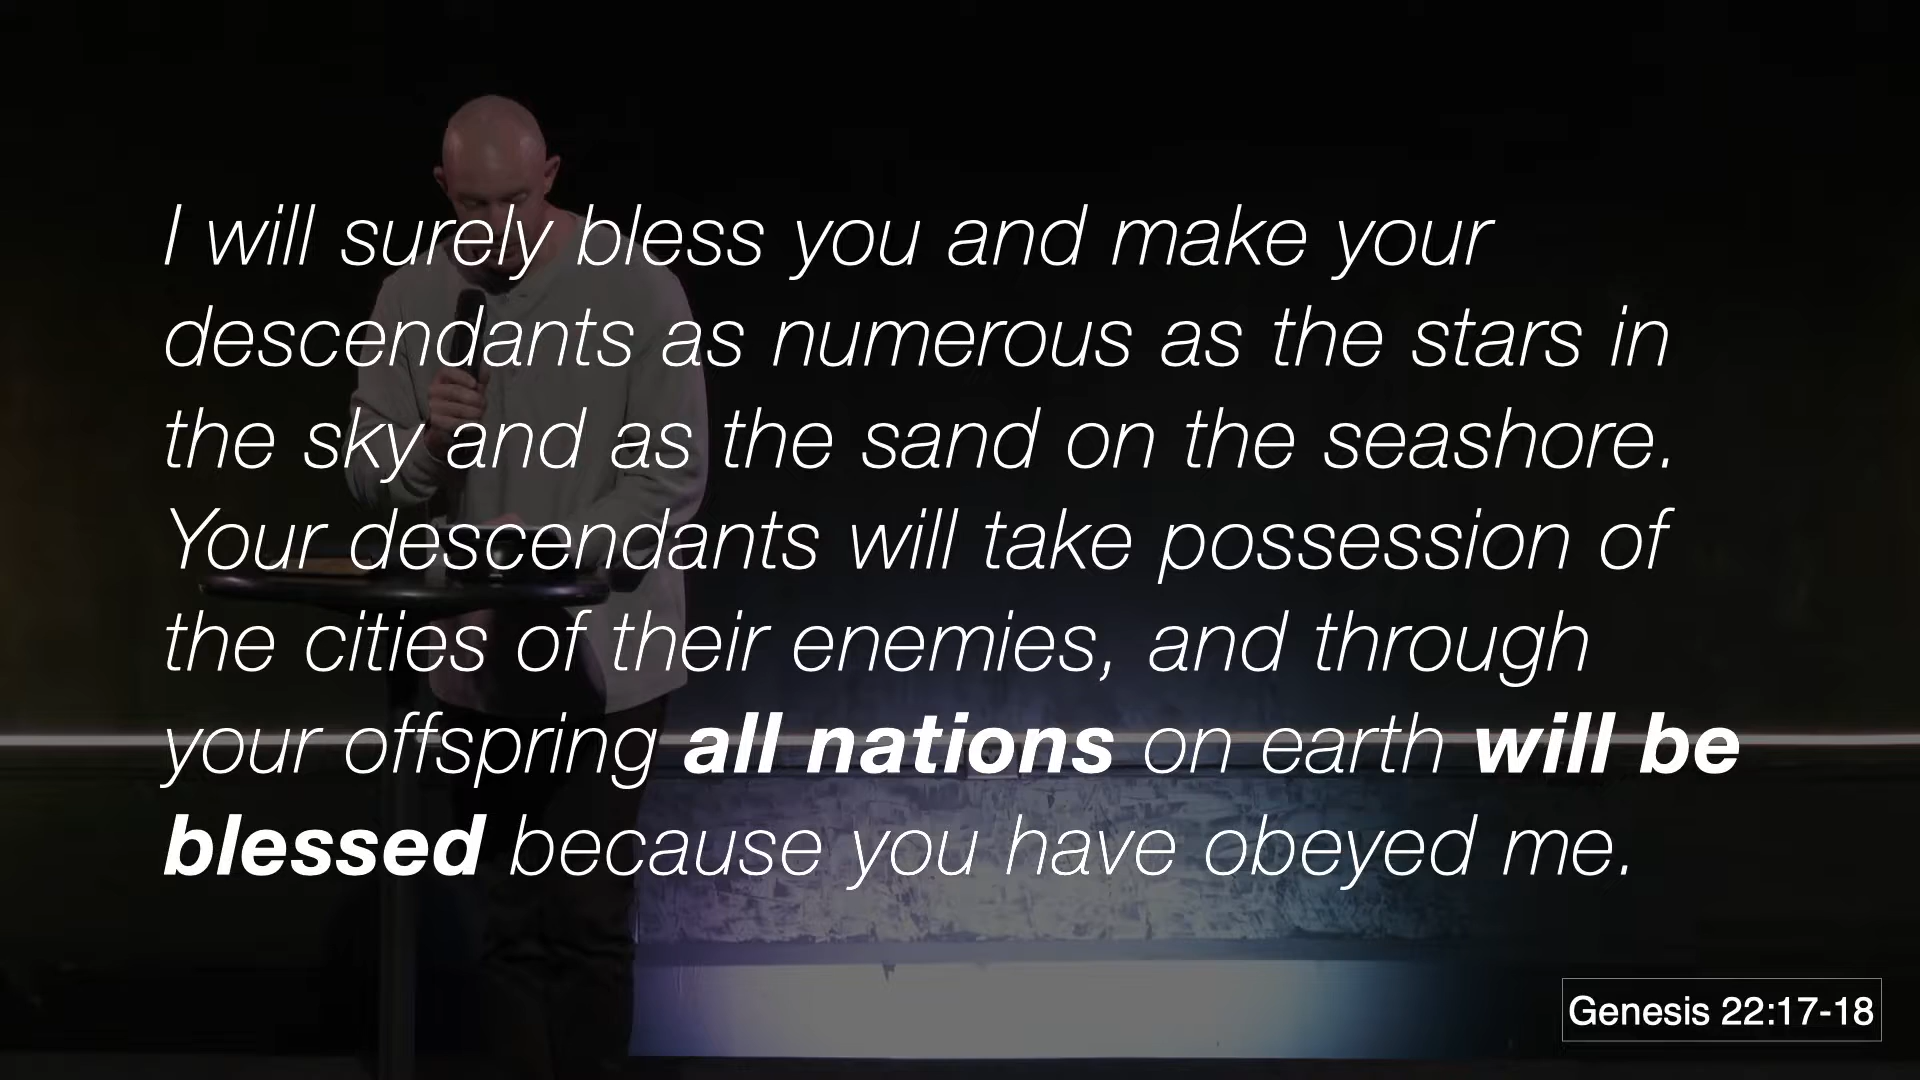 I will surely bless you and make your
descendants as numerous as the stars in
the sky and as the sand on the seashore.
Your descendants will take possession of
the cities of their enemies, and through
your offspring all nations on earth will be
blessed because you have obeyed me.
Genesis 22:17-18